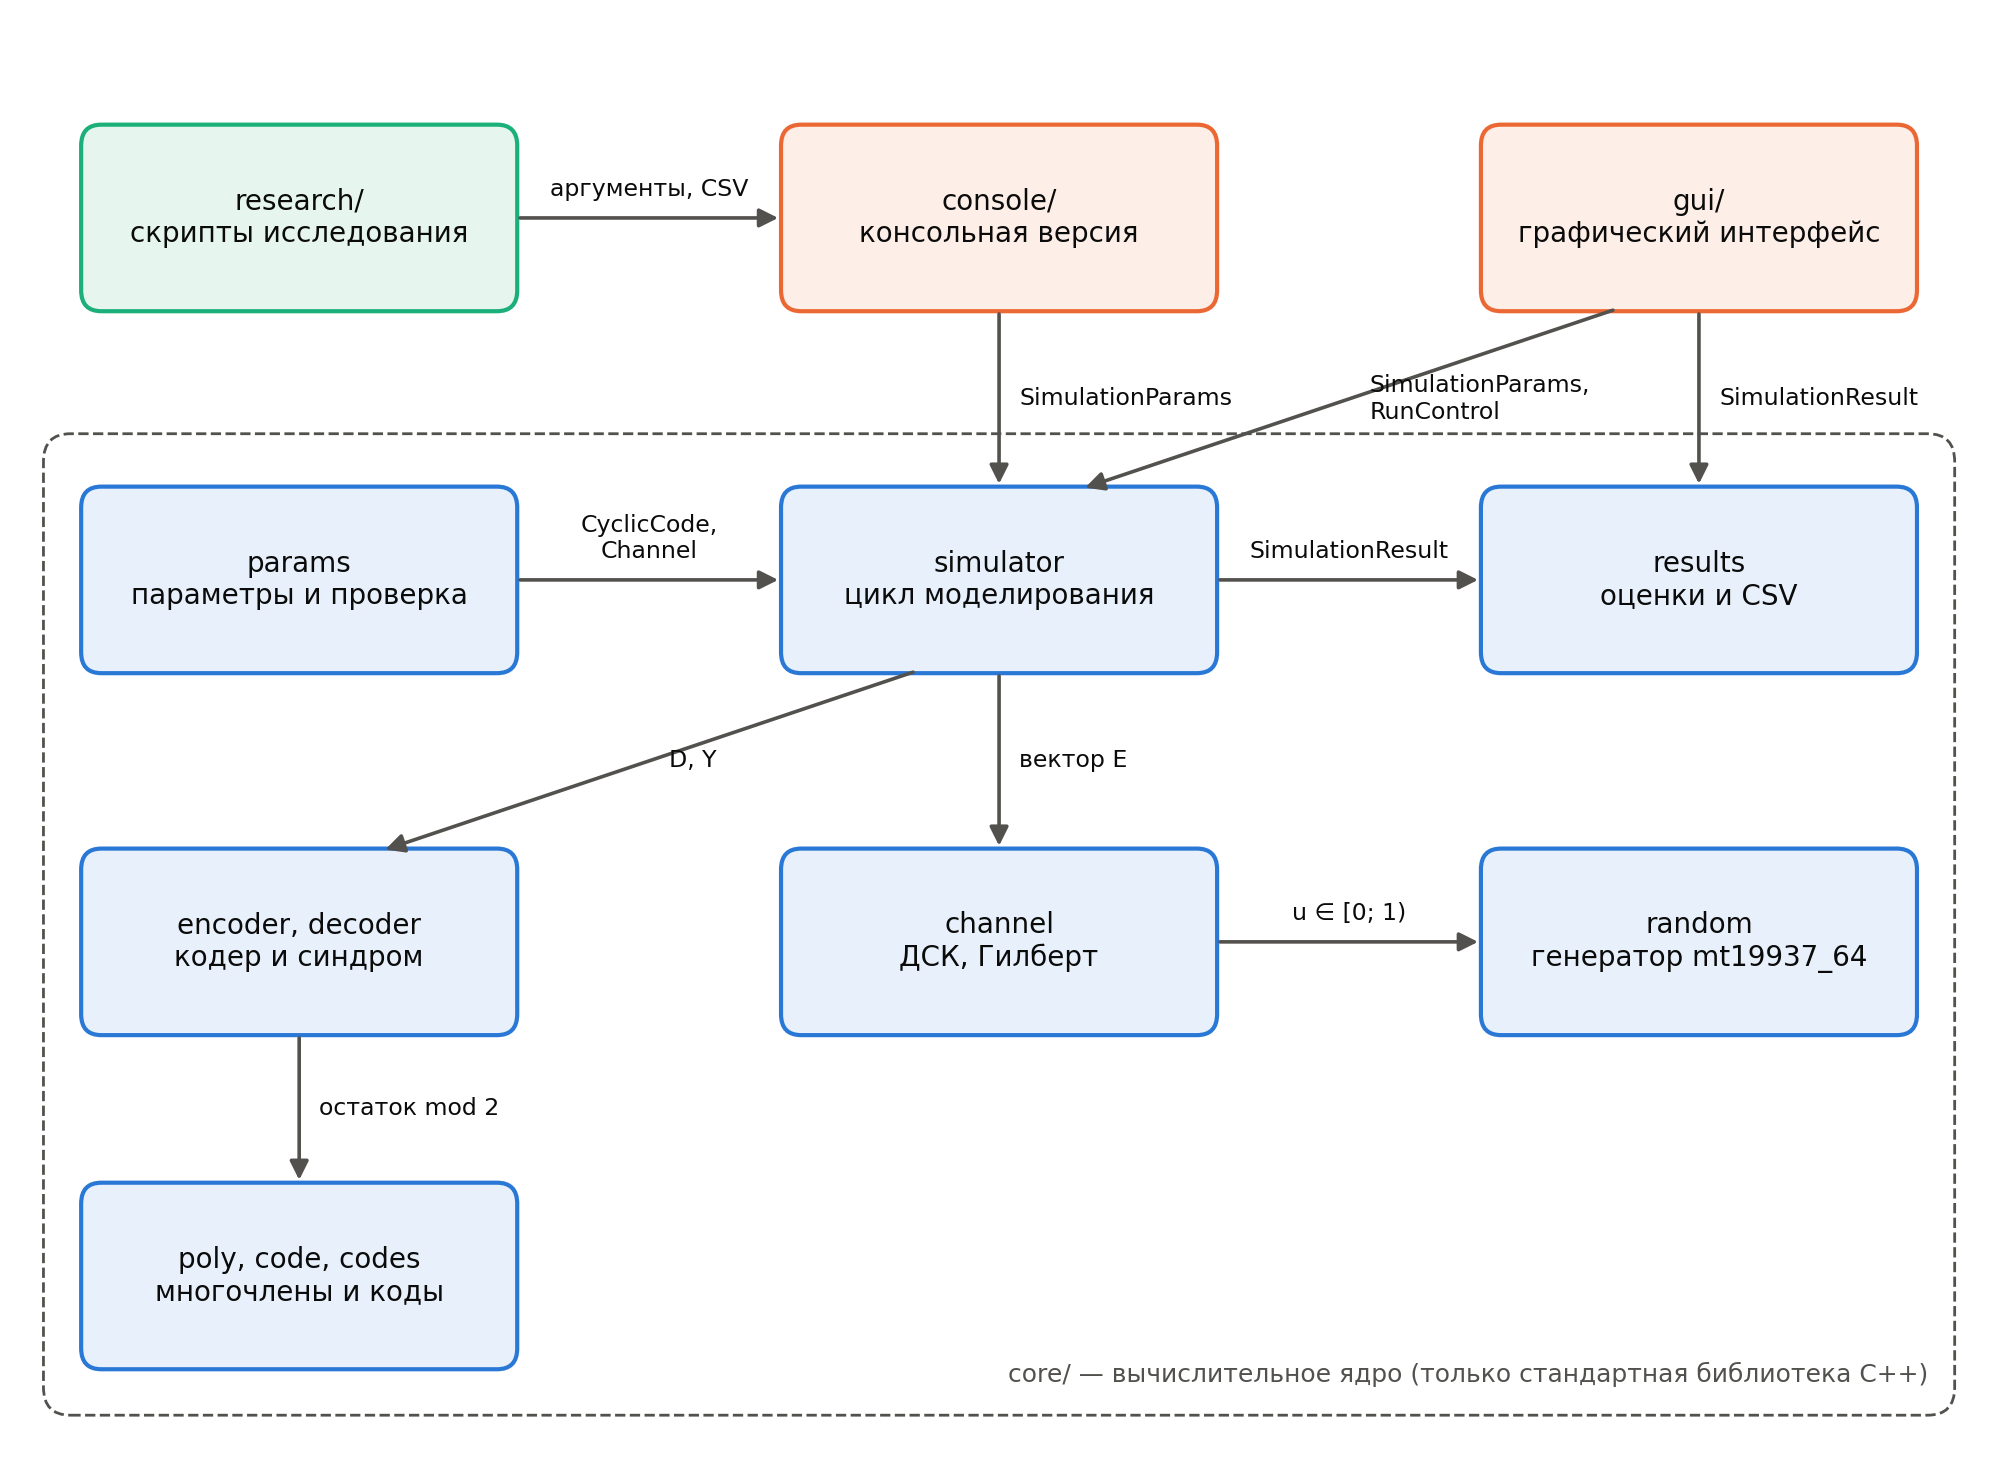 research/
скрипты исследования
аргументы, CSV
console/
консольная версия
gui/
графический интерфейс
SimulationParams
SimulationParams,
RunControl
SimulationResult
params
параметры и проверка
CyclicCode,
Channel
simulator
цикл моделирования
SimulationResult
results
оценки и CSV
D, Y
вектор E
encoder, decoder
кодер и синдром
channel
ДСК, Гилберт
u ∈ [0; 1)
random
генератор mt19937_64
остаток mod 2
poly, code, codes
многочлены и коды
core/ — вычислительное ядро (только стандартная библиотека C++)